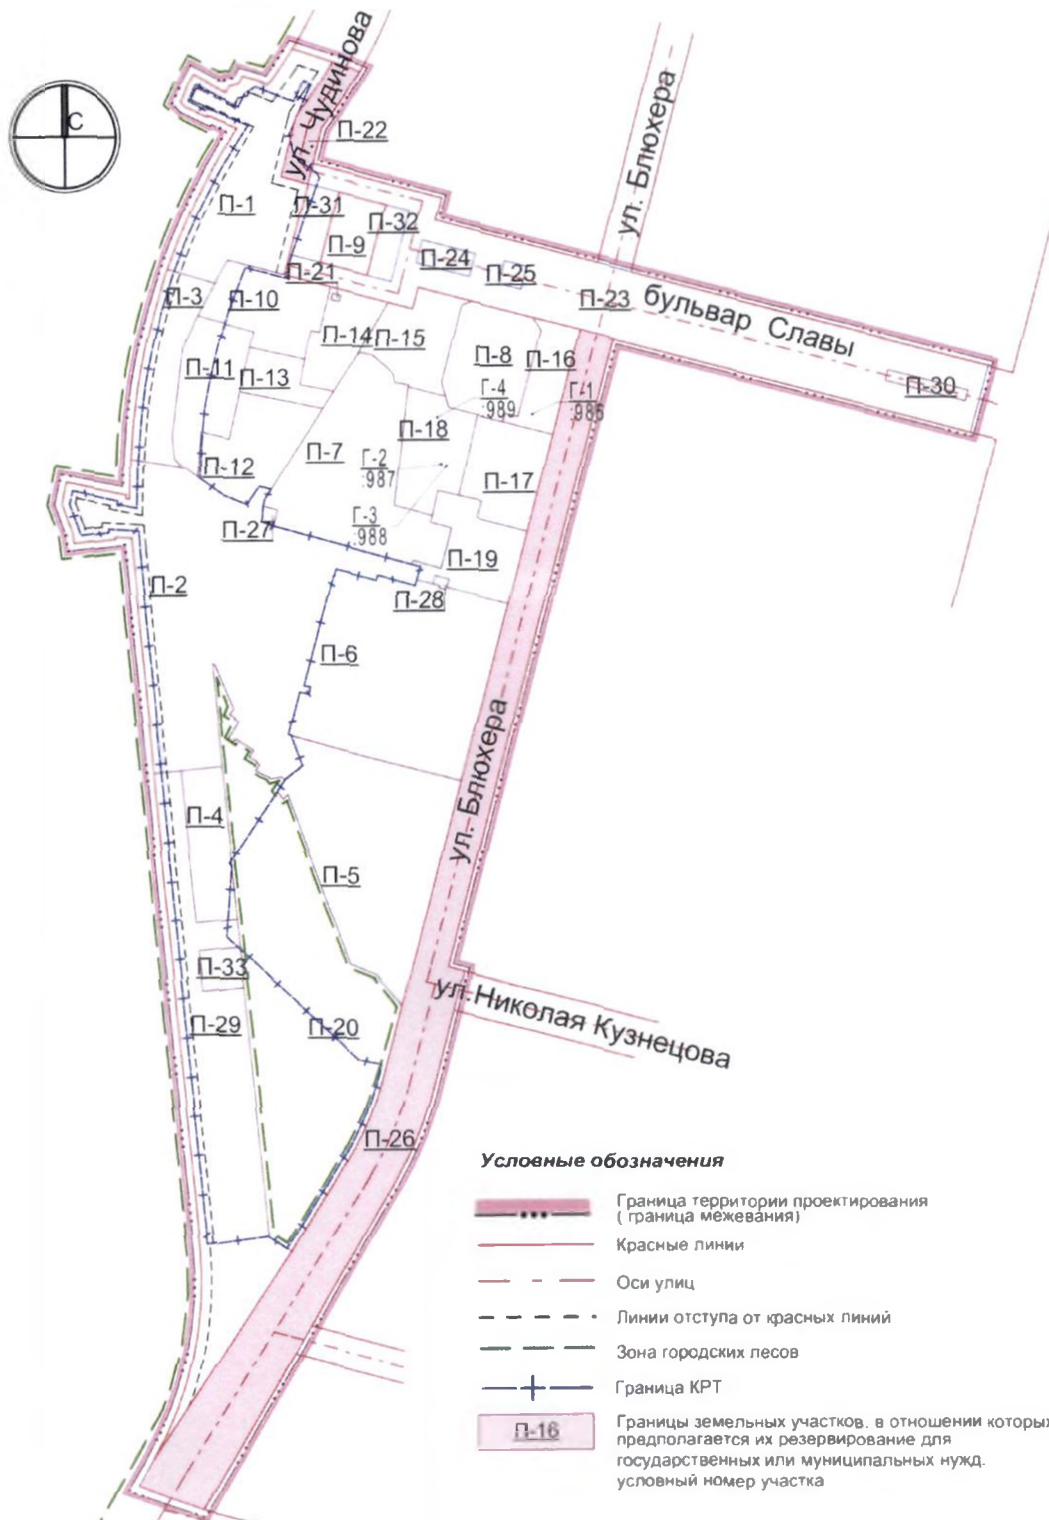 ул. Чудинова
С
П-22
ул. Блюхера
П-1
П-31
П-32
П-9
П-24
П-25
П-21
П-23
бульвар Славы
П-3
П-10
П-14
П-15
П-8
П-16
П-30
П-11
П-13
Г-4
:989
Г-1
:986
П-18
П-7
Г-2
:987
П-12
П-17
Г-3
:988
П-27
П-19
П-2
П-28
П-6
ул. Блюхера
П-4
П-5
П-33
ул.Николая Кузнецова
П-29
П-20
П-26
Условные обозначения
Граница территории проектирования
( граница межевания)
Красные линии
Оси улиц
Линии отступа от красных линий
Зона городских лесов
Граница КРТ
П-16
Границы земельных участков. в отношении которых
предполагается их резервирование для
государственных или муниципальных нужд.
условный номер участка